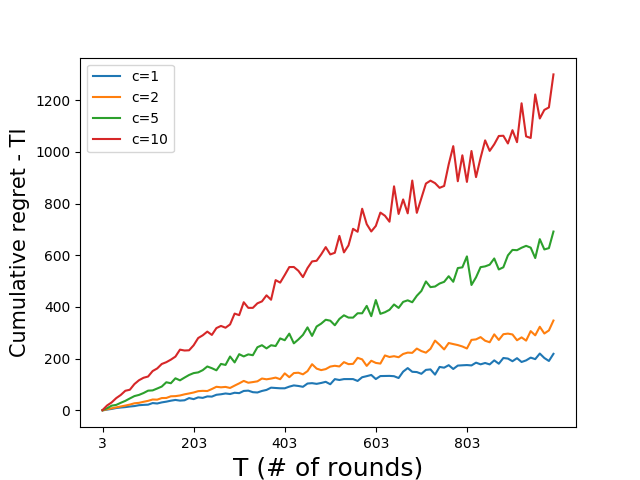 c=1
c=2
c=5
c=10
Cumulative regret - TI
1200
1000
800
600
400
200
0
3 203 403 603 803
T (# of rounds)